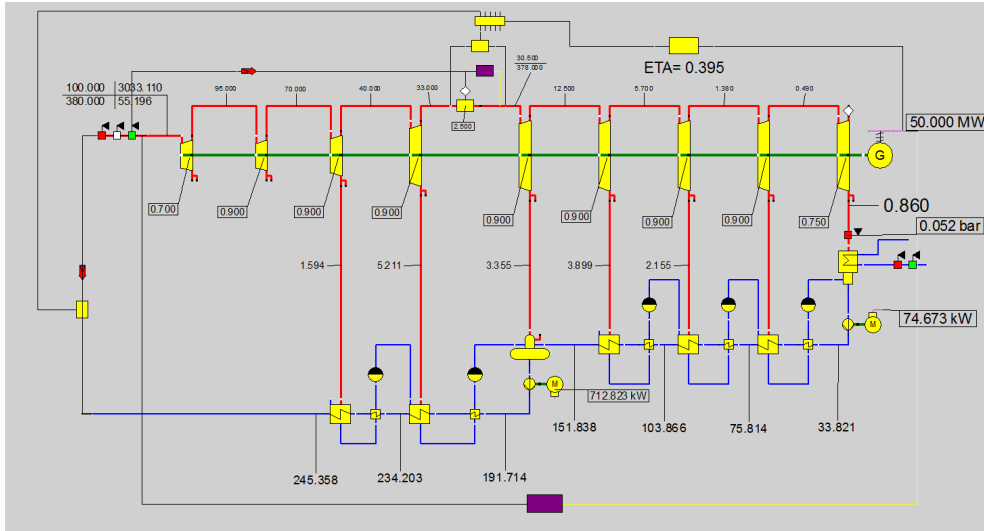 ETA= 0.395
30.500
378.000
100.000 3033.110
380.000 55.196
95.000 70.000 40.000 33.000 12.500 5.700 1.380 0.490
2.500
50.000 MW
G
0.700 0.900 0.900 0.900 0.900 0.900 0.900 0.900 0.750
0.860
0.052 bar
1.594 5.211 3.355 3.899 2.155
74.673 kW
M
M
712.823 kW
151.838 103.866 75.814 33.821
245.358 234.203 191.714